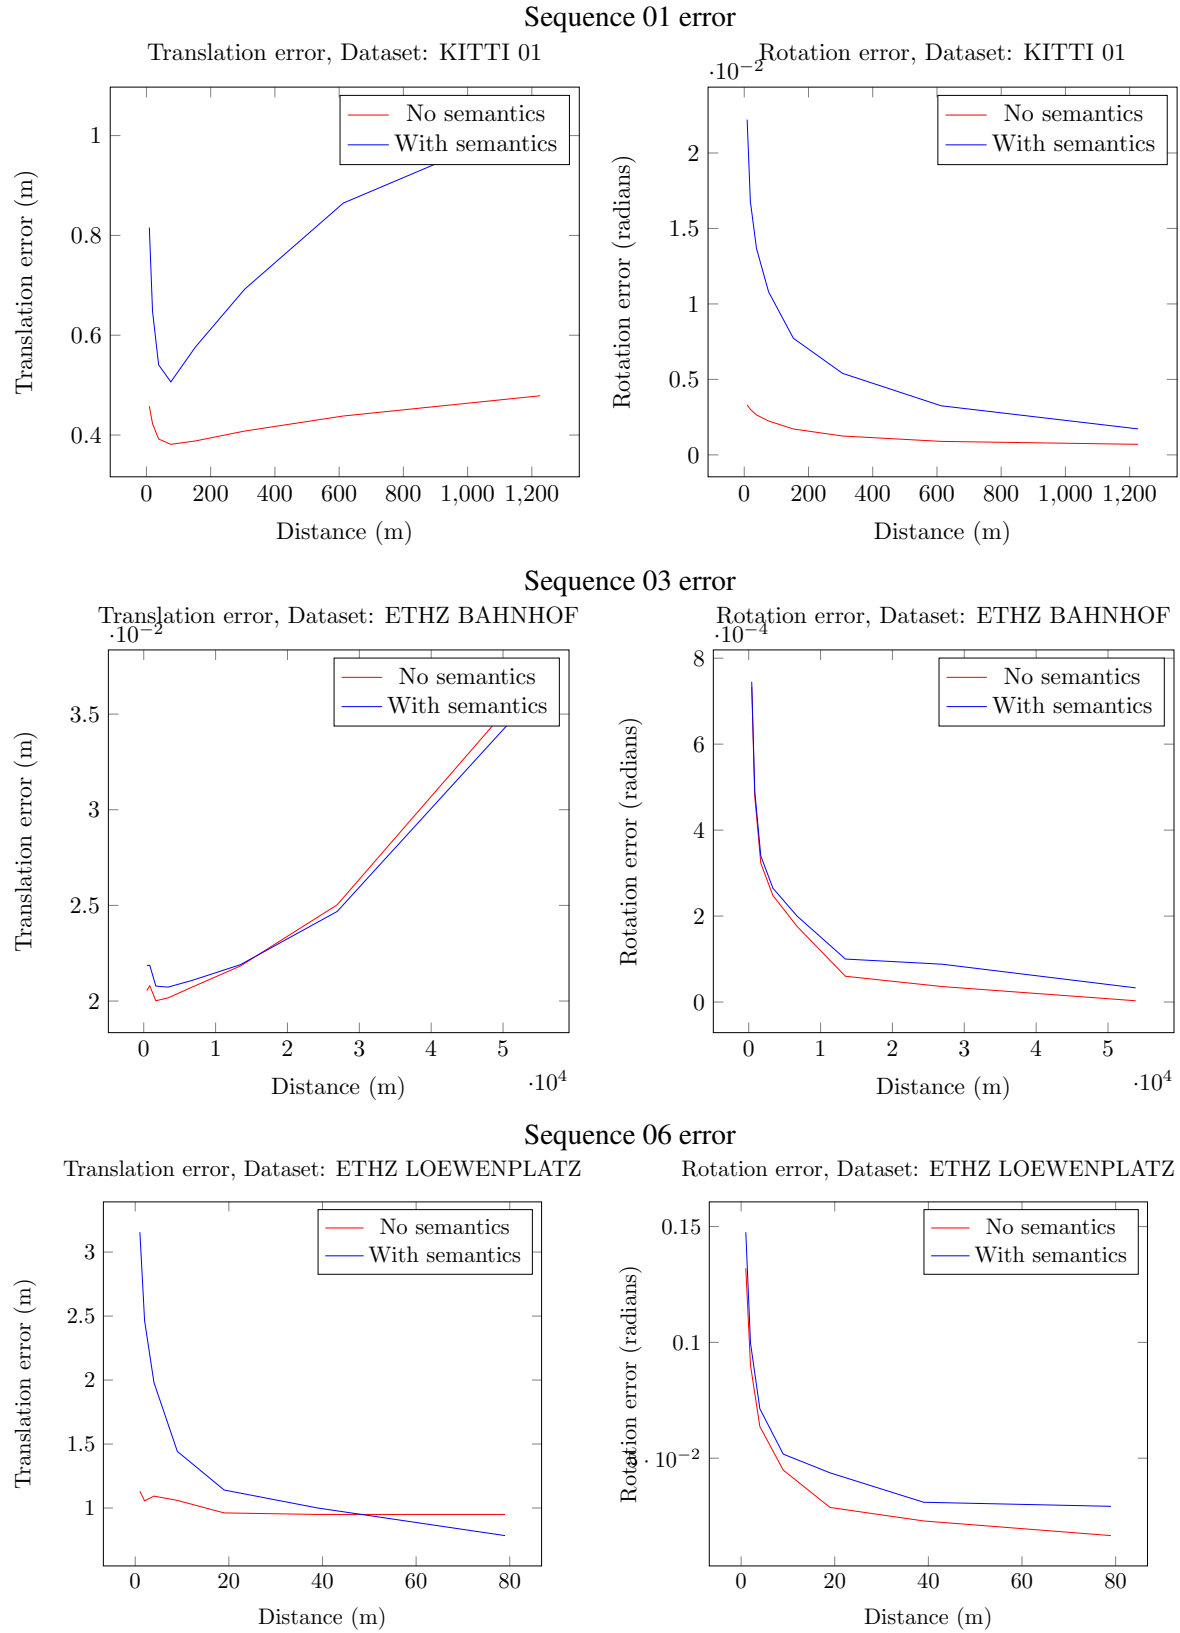 Sequence 01 error
Translation error, Dataset: KITTI 01
No semantics
With semantics
1
0.8
0.6
0.4
Translation error (m)
0 200 400 600 800 1,000 1,200
Distance (m)
Rotation error, Dataset: KITTI 01
·10−2
No semantics
With semantics
2
1.5
1
0.5
0
Rotation error (radians)
0 200 400 600 800 1,000 1,200
Distance (m)
Sequence 03 error
Translation error, Dataset: ETHZ BAHNHOF
·10−2
No semantics
With semantics
3.5
3
2.5
2
Translation error (m)
0 1 2 3 4 5
·104
Distance (m)
Rotation error, Dataset: ETHZ BAHNHOF
·10−4
No semantics
With semantics
8
6
4
2
0
Rotation error (radians)
0 1 2 3 4 5
·104
Distance (m)
Sequence 06 error
Translation error, Dataset: ETHZ LOEWENPLATZ
No semantics
With semantics
3
2.5
2
1.5
1
Translation error (m)
0 20 40 60 80
Distance (m)
Rotation error, Dataset: ETHZ LOEWENPLATZ
No semantics
With semantics
0.15
0.1
· 10−2
Rotation error (radians)
0 20 40 60 80
Distance (m)